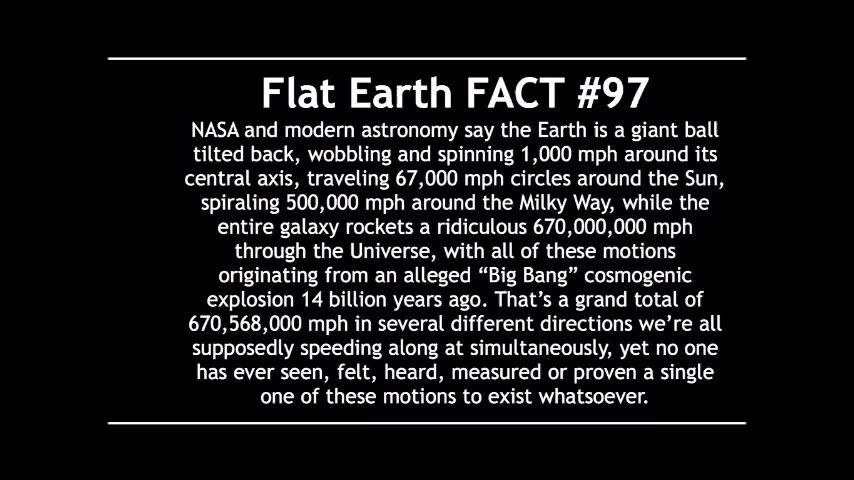 Flat Earth FACT #97
NASA and modern astronomy say the Earth is a giant ball
tilted back, wobbling and spinning 1,000 mph around its
central axis, traveling 67,000 mph circles around the Sun,
spiraling 500,000 mph around the Milky Way, while the
entire galaxy rockets a ridiculous 670,000,000 mph
through the Universe, with all of these motions
originating from an alleged “Big Bang” cosmogenic
explosion 14 billion years ago. That’s a grand total of
670,568,000 mph in several different directions we’re all
supposedly speeding along at simultaneously, yet no one
has ever seen, felt, heard, measured or proven a single
one of these motions to exist whatsoever.